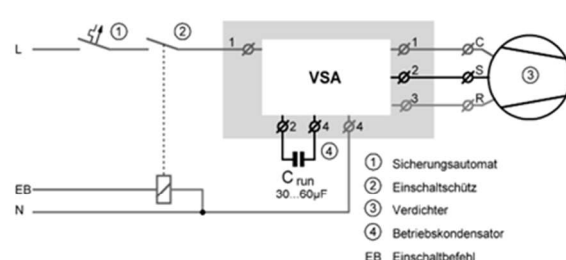 L
1
2
1
VSA
1
C
2
S
3
R
3
2
4
4
4
C run
30...60µF
EB
N
1 Sicherungsautomat
2 Einschaltschütz
3 Verdichter
4 Betriebskondensator
EB Einschaltbefehl